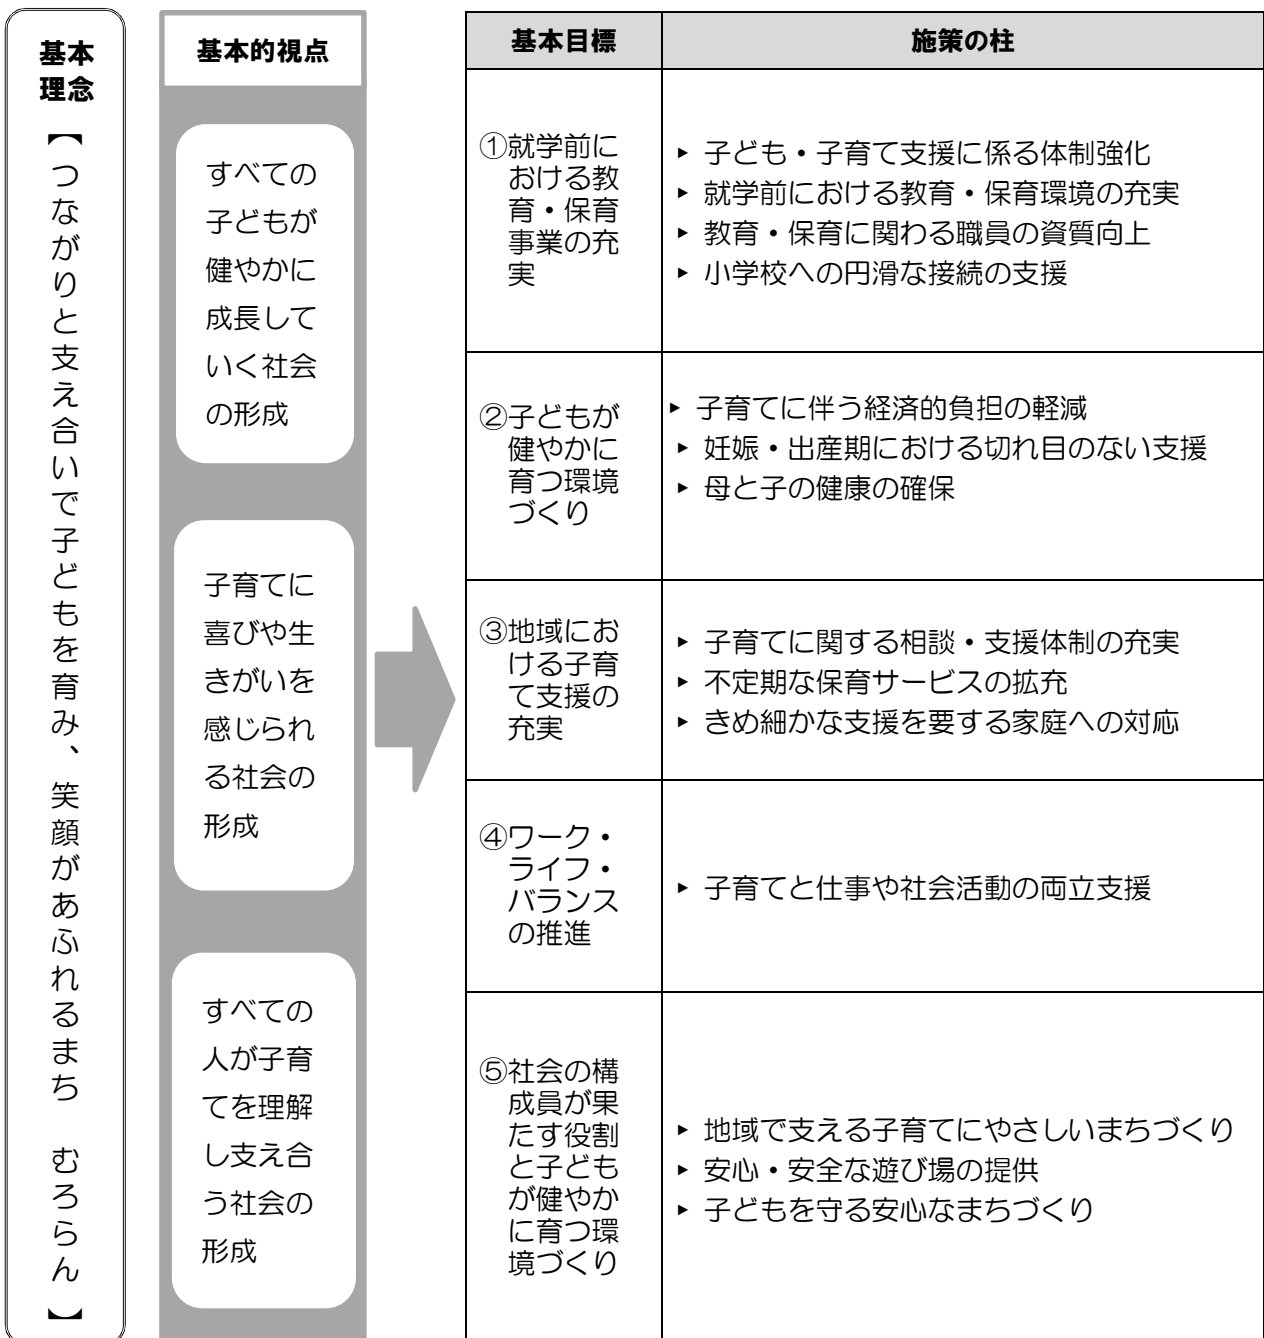 基本
理念
【つながりと支え合いで子どもを育み、笑顔があふれるまち　むろらん】
基本的視点
すべての
子どもが
健やかに
成長して
いく社会
の形成
子育てに
喜びや生
きがいを
感じられ
る社会の
形成
すべての
人が子育
てを理解
し支え合
う社会の
形成
基本目標
施策の柱
①就学前に
おける教
育・保育
事業の充
実
▶ 子ども・子育て支援に係る体制強化
▶ 就学前における教育・保育環境の充実
▶ 教育・保育に関わる職員の資質向上
▶ 小学校への円滑な接続の支援
②子どもが
健やかに
育つ環境
づくり
▶ 子育てに伴う経済的負担の軽減
▶ 妊娠・出産期における切れ目のない支援
▶ 母と子の健康の確保
③地域にお
ける子育
て支援の
充実
▶ 子育てに関する相談・支援体制の充実
▶ 不定期な保育サービスの拡充
▶ きめ細かな支援を要する家庭への対応
④ワーク・
ライフ・
バランス
の推進
▶ 子育てと仕事や社会活動の両立支援
⑤社会の構
成員が果
たす役割
と子ども
が健やか
に育つ環
境づくり
▶ 地域で支える子育てにやさしいまちづくり
▶ 安心・安全な遊び場の提供
▶ 子どもを守る安心なまちづくり